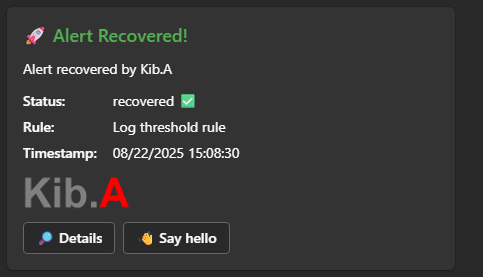 🚀 Alert Recovered!
Alert recovered by Kib.A
Status: recovered ✅
Rule: Log threshold rule
Timestamp: 08/22/2025 15:08:30
Kib.A
🔎 Details 👋 Say hello